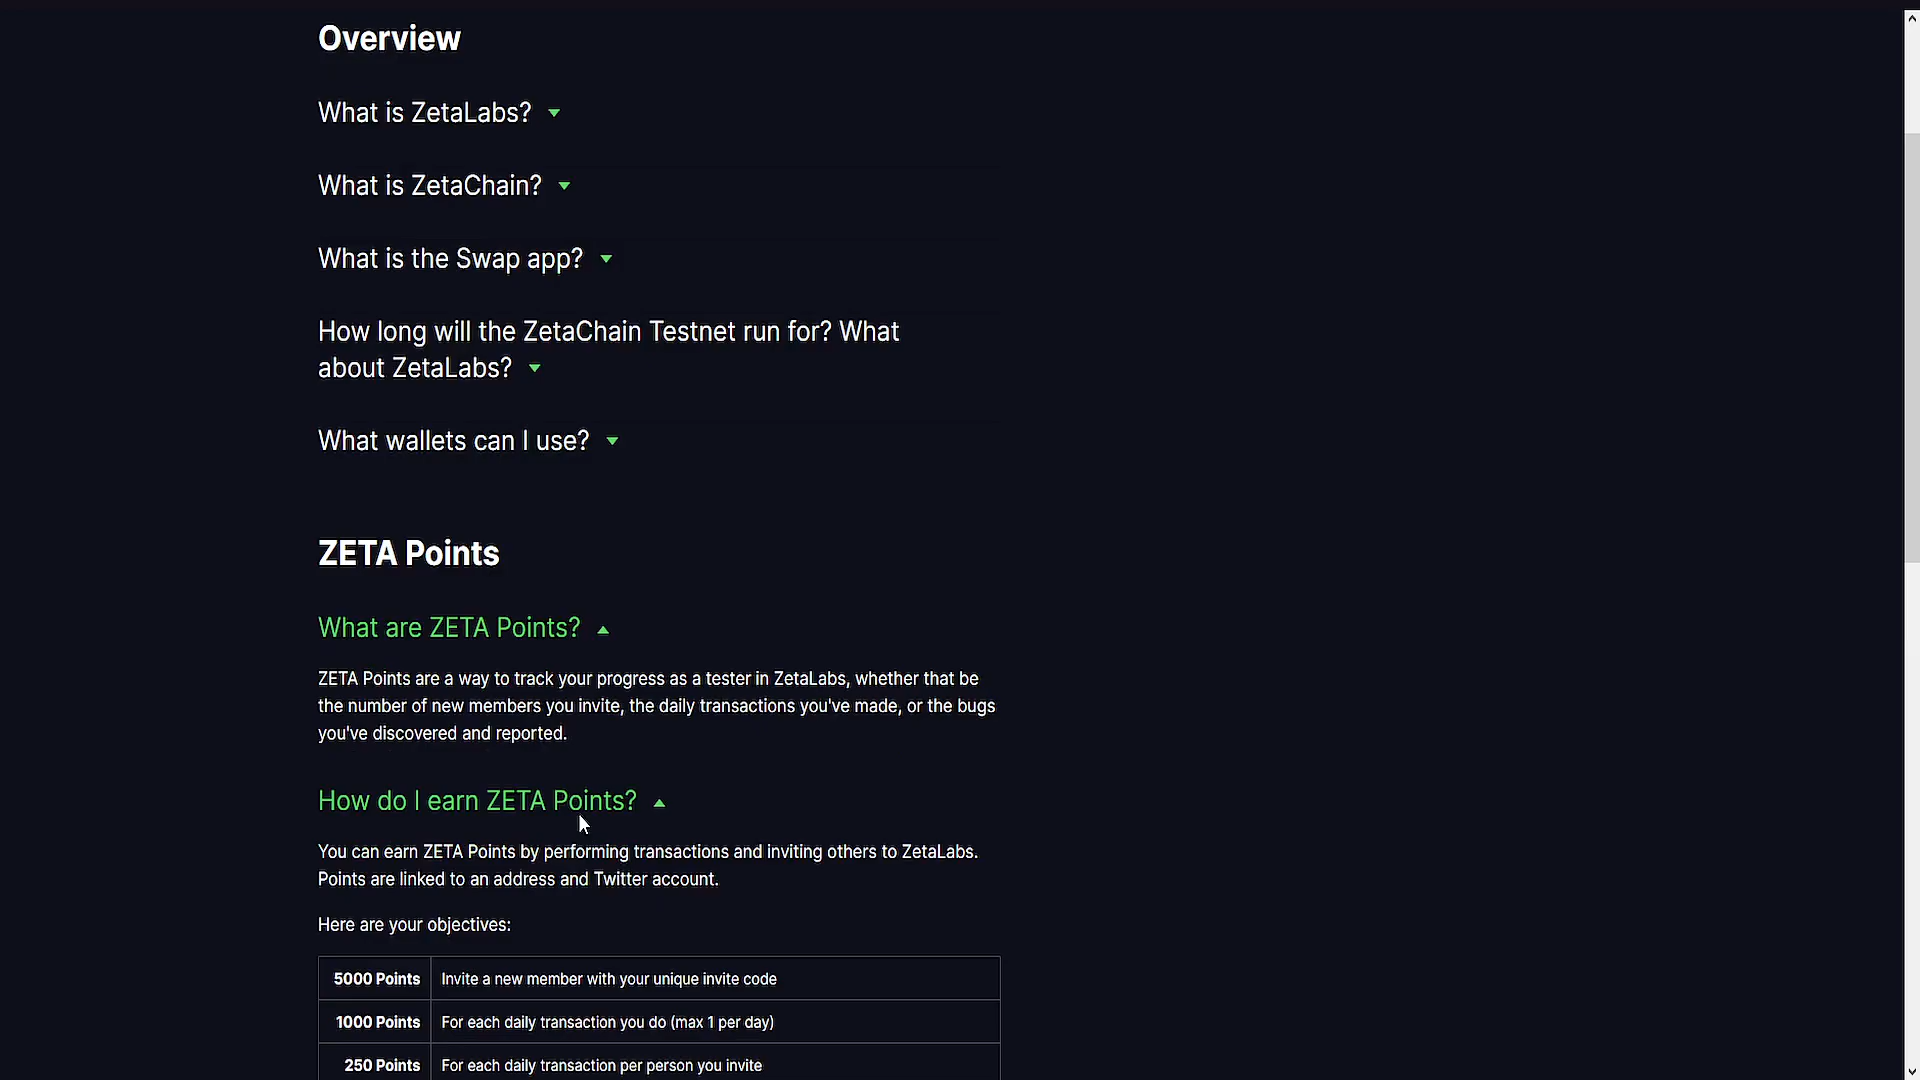 Overview
What is ZetaLabs?
What is ZetaChain?
What is the Swap app?
How long will the ZetaChain Testnet run for? What
about ZetaLabs?
What wallets can I use?
ZETA Points
What are ZETA Points?
ZETA Points are a way to track your progress as a tester in ZetaLabs, whether that be
the number of new members you invite, the daily transactions you've made, or the bugs
you've discovered and reported.
How do I earn ZETA Points?
You can earn ZETA Points by performing transactions and inviting others to ZetaLabs.
Points are linked to an address and Twitter account.
Here are your objectives:
5000 Points Invite a new member with your unique invite code
1000 Points For each daily transaction you do (max 1 per day)
250 Points For each daily transaction per person you invite